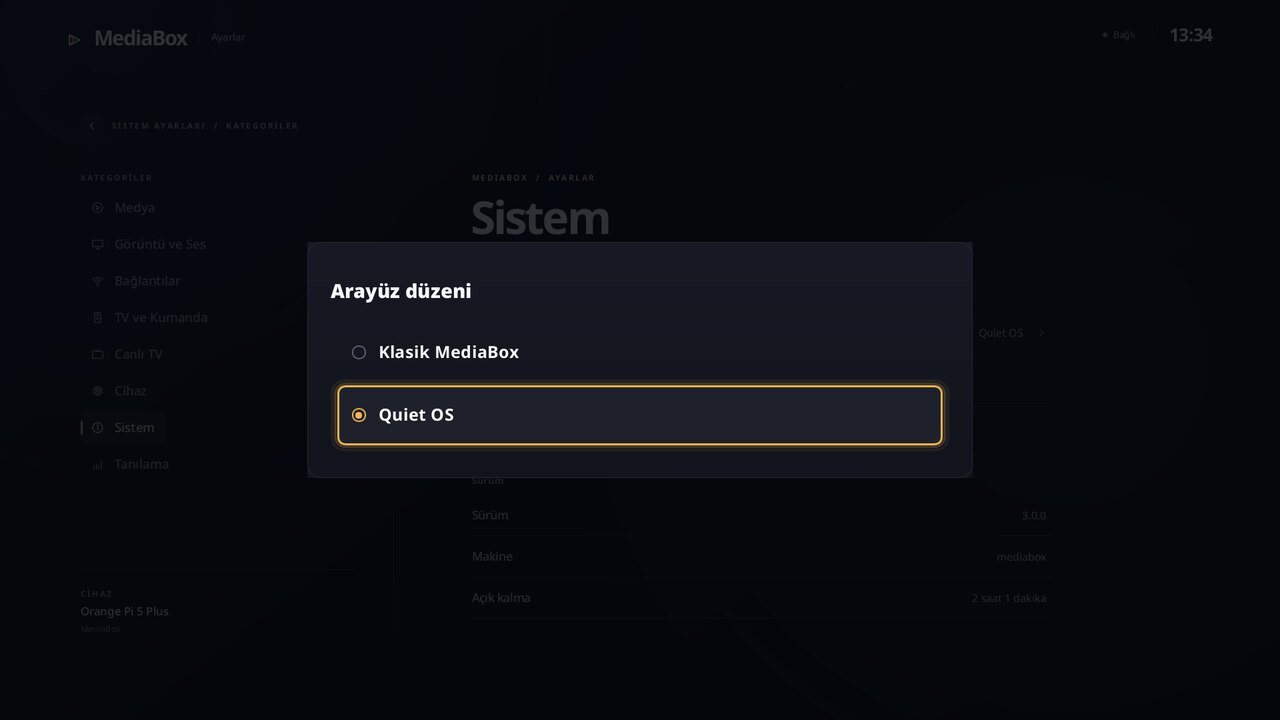 MediaBox
Ayarlar
Bağlı
13:34
SİSTEM AYARLARI / KATEGORİLER
KATEGORİLER
Medya
Görüntü ve Ses
Bağlantılar
TV ve Kumanda
Canlı TV
Cihaz
Sistem
Tanılama
CİHAZ
Orange Pi 5 Plus
MediaBox
MEDIABOX / AYARLAR
Sistem
Quiet OS
Arayüz düzeni
Klasik MediaBox
Quiet OS
Sürüm
Sürüm 3.0.0
Makine mediabox
Açık kalma 2 saat 1 dakika